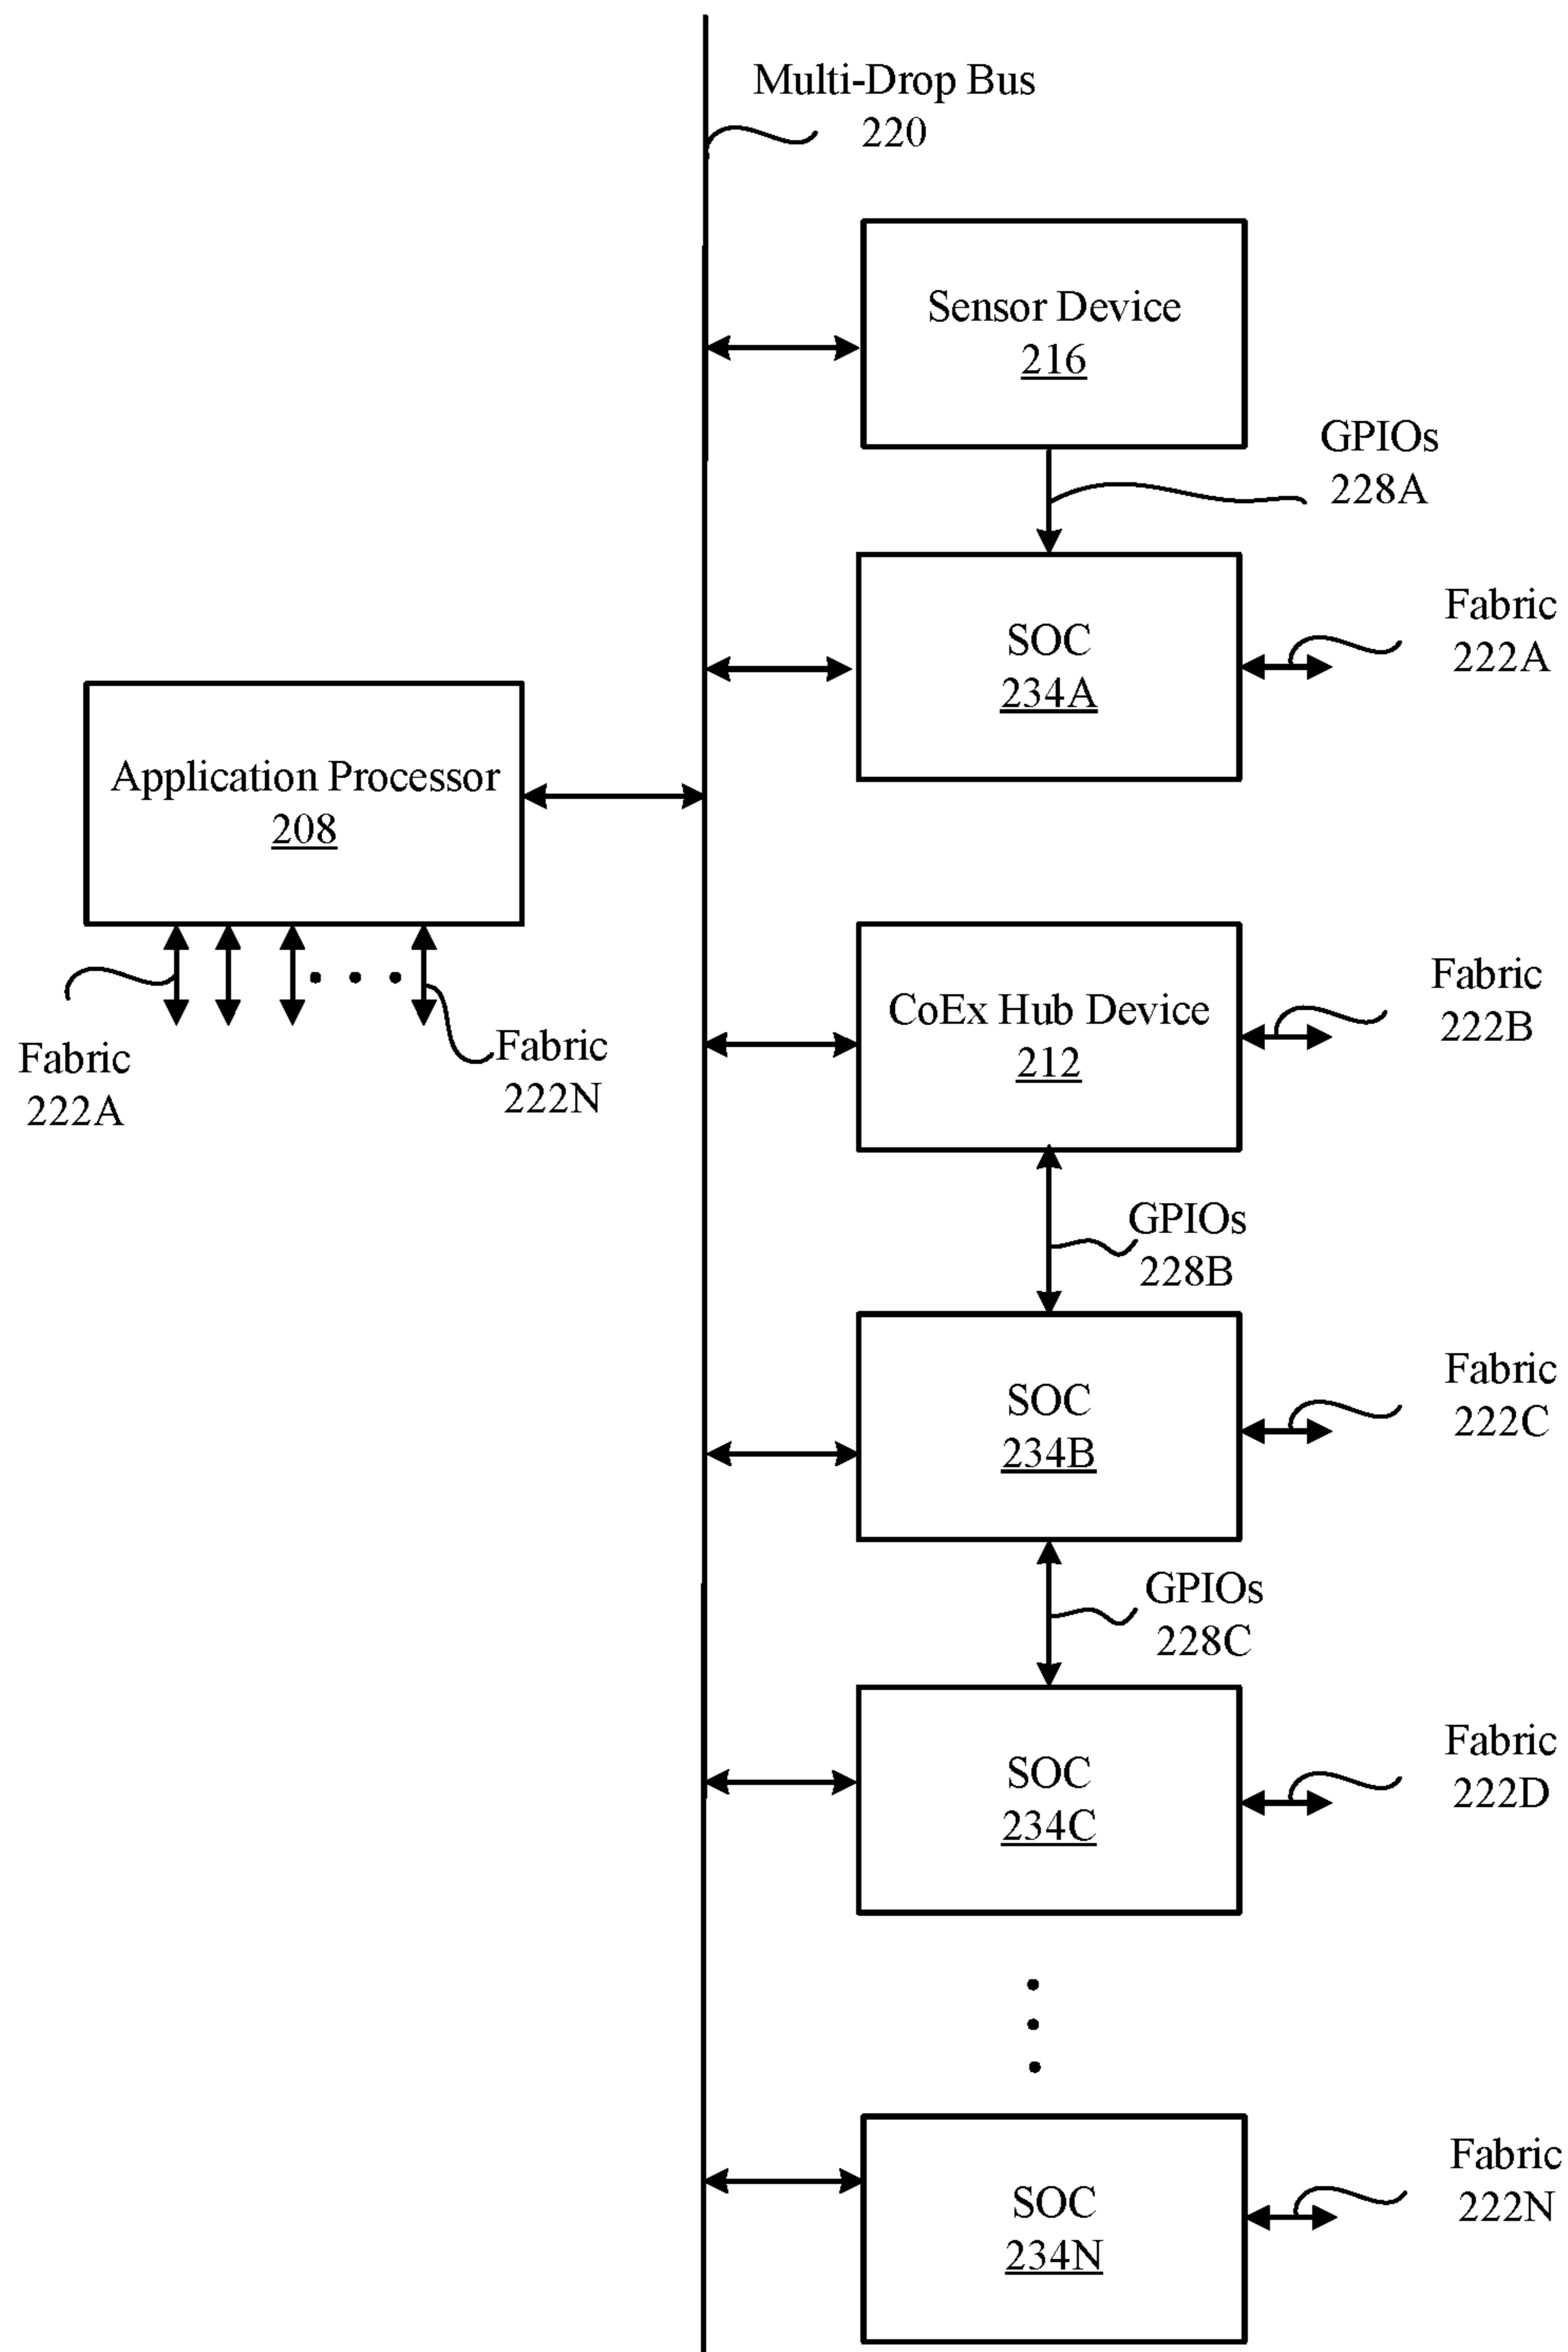 Multi-Drop Bus
220
Sensor Device
216
GPIOs
228A
SOC
234A
Fabric
222A
Application Processor
208
Fabric
222A
Fabric
222N
CoEx Hub Device
212
Fabric
222B
GPIOs
228B
SOC
234B
Fabric
222C
GPIOs
228C
SOC
234C
Fabric
222D
SOC
234N
Fabric
222N